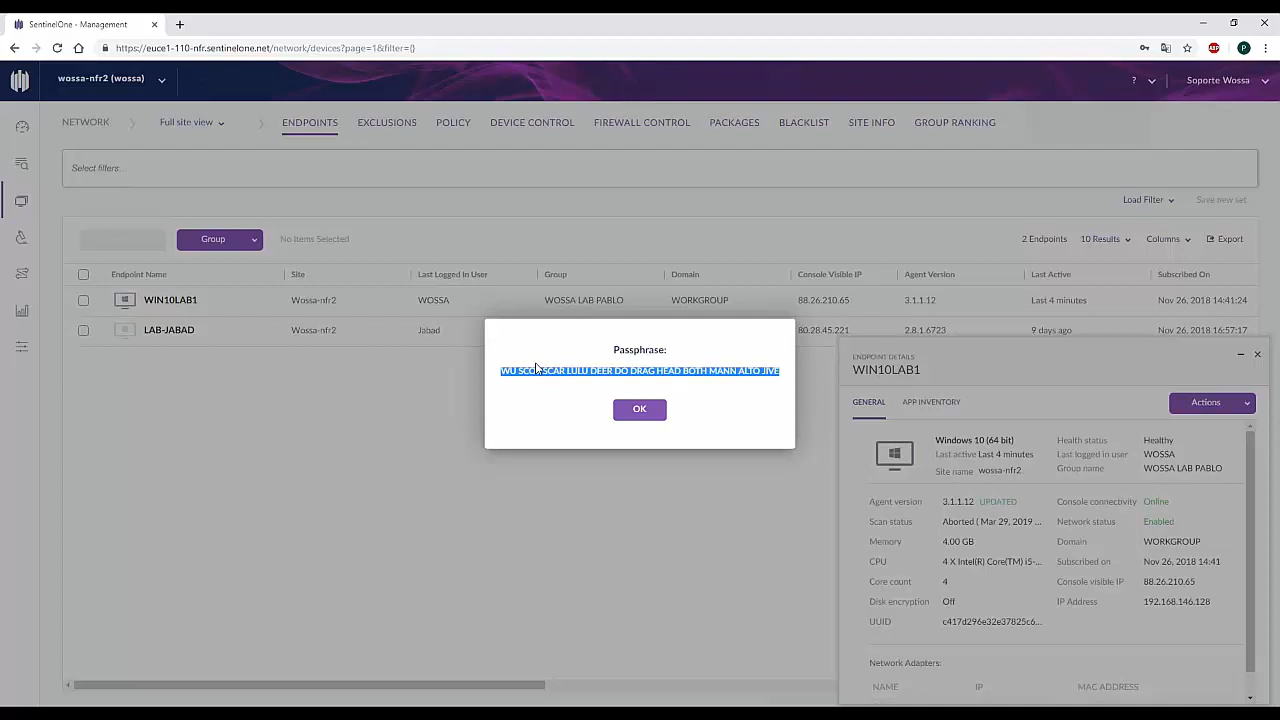 SentinelOne - Management
https://euce1-110-nfr.sentinelone.net/network/devices?page=1&filter={}
ABP
P
wossa-nfr2 (wossa)
?
Soporte Wossa
NETWORK
Full site view
ENDPOINTS
EXCLUSIONS
POLICY
DEVICE CONTROL
FIREWALL CONTROL
PACKAGES
BLACKLIST
SITE INFO
GROUP RANKING
Select filters...
Load Filter
Save new set
Group
No Items Selected
2 Endpoints
10 Results
Columns
Export
Endpoint Name
Site
Last Logged In User
Group
Domain
Console Visible IP
Agent Version
Last Active
Subscribed On
WIN10LAB1 Wossa-nfr2 WOSSA WOSSA LAB PABLO WORKGROUP 88.26.210.65 3.1.1.12 Last 4 minutes Nov 26, 2018 14:41:24
LAB-JABAD Wossa-nfr2 Jabad 80.28.45.221 2.8.1.6723 9 days ago Nov 26, 2018 16:57:17
Passphrase:
WU SCAR LULU DEER DO DRAG HEAD BOTH MANN ALTO JIVE
OK
ENDPOINT DETAILS
WIN10LAB1
GENERAL
APP INVENTORY
Actions
Windows 10 (64 bit)
Last active Last 4 minutes
Site name wossa-nfr2
Health status Healthy
Last logged in user WOSSA
Group name WOSSA LAB PABLO
Agent version 3.1.1.12 UPDATED
Console connectivity Online
Scan status Aborted ( Mar 29, 2019 ...
Network status Enabled
Memory 4.00 GB
Domain WORKGROUP
CPU 4 X Intel(R) Core(TM) i5-...
Subscribed on Nov 26, 2018 14:41
Core count 4
Console visible IP 88.26.210.65
Disk encryption Off
IP Address 192.168.146.128
UUID c417d296e32e37825c6...
Network Adapters:
NAME IP MAC ADDRESS